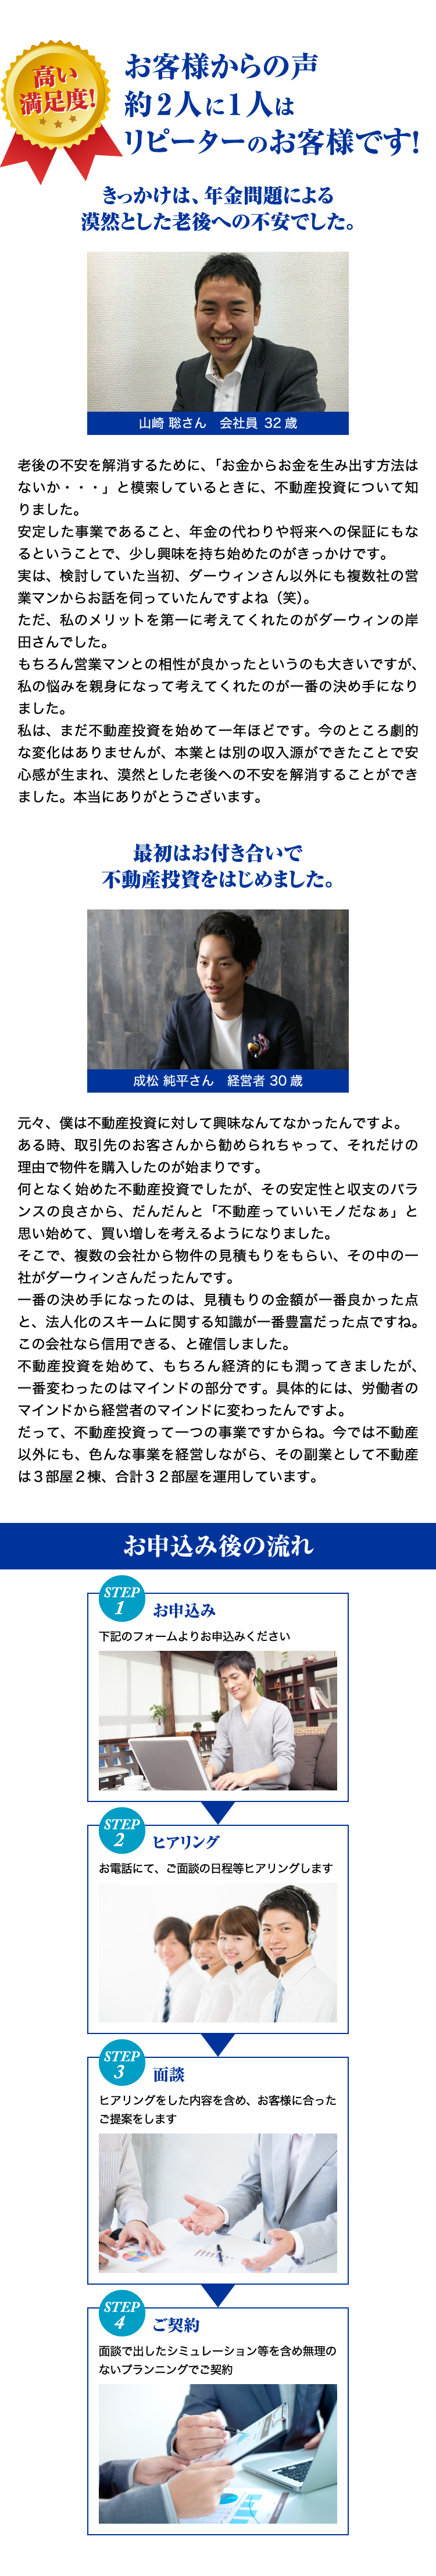 高い
満足度!
お客様からの声
約2人に1人は
リピーターのお客様です!
きっかけは、年金問題による
漠然とした老後への不安でした。
山崎 聡さん　会社員 32歳
老後の不安を解消するために、「お金からお金を生み出す方法は
ないか・・・」と模索しているときに、不動産投資について知
りました。
安定した事業であること、年金の代わりや将来への保証にもな
るということで、少し興味を持ち始めたのがきっかけです。
実は、検討していた当初、ダーウィンさん以外にも複数社の営
業マンからお話を伺っていたんですよね（笑）。
ただ、私のメリットを第一に考えてくれたのがダーウィンの岸
田さんでした。
もちろん営業マンとの相性が良かったというのも大きいですが、
私の悩みを親身になって考えてくれたのが一番の決め手になり
ました。
私は、まだ不動産投資を始めて一年ほどです。今のところ劇的
な変化はありませんが、本業とは別の収入源ができたことで安
心感が生まれ、漠然とした老後への不安を解消することができ
ました。本当にありがとうございます。
最初はお付き合いで
不動産投資をはじめました。
成松 純平さん　経営者 30歳
元々、僕は不動産投資に対して興味なんてなかったんですよ。
ある時、取引先のお客さんから勧められちゃって、それだけの
理由で物件を購入したのが始まりです。
何となく始めた不動産投資でしたが、その安定性と収支のバラ
ンスの良さから、だんだんと「不動産っていいモノだなぁ」と
思い始めて、買い増しを考えるようになりました。
そこで、複数の会社から物件の見積もりをもらい、その中の一
社がダーウィンさんだったんです。
一番の決め手になったのは、見積もりの金額が一番良かった点
と、法人化のスキームに関する知識が一番豊富だった点ですね。
この会社なら信用できる、と確信しました。
不動産投資を始めて、もちろん経済的にも潤ってきましたが、
一番変わったのはマインドの部分です。具体的には、労働者の
マインドから経営者のマインドに変わったんですよ。
だって、不動産投資って一つの事業ですからね。今では不動産
以外にも、色んな事業を経営しながら、その副業として不動産
は３部屋２棟、合計３２部屋を運用しています。
お申込み後の流れ
STEP
1
お申込み
下記のフォームよりお申込みください
STEP
2
ヒアリング
お電話にて、ご面談の日程等ヒアリングします
STEP
3
面談
ヒアリングをした内容を含め、お客様に合った
ご提案をします
STEP
4
ご契約
面談で出したシミュレーション等を含め無理の
ないプランニングでご契約